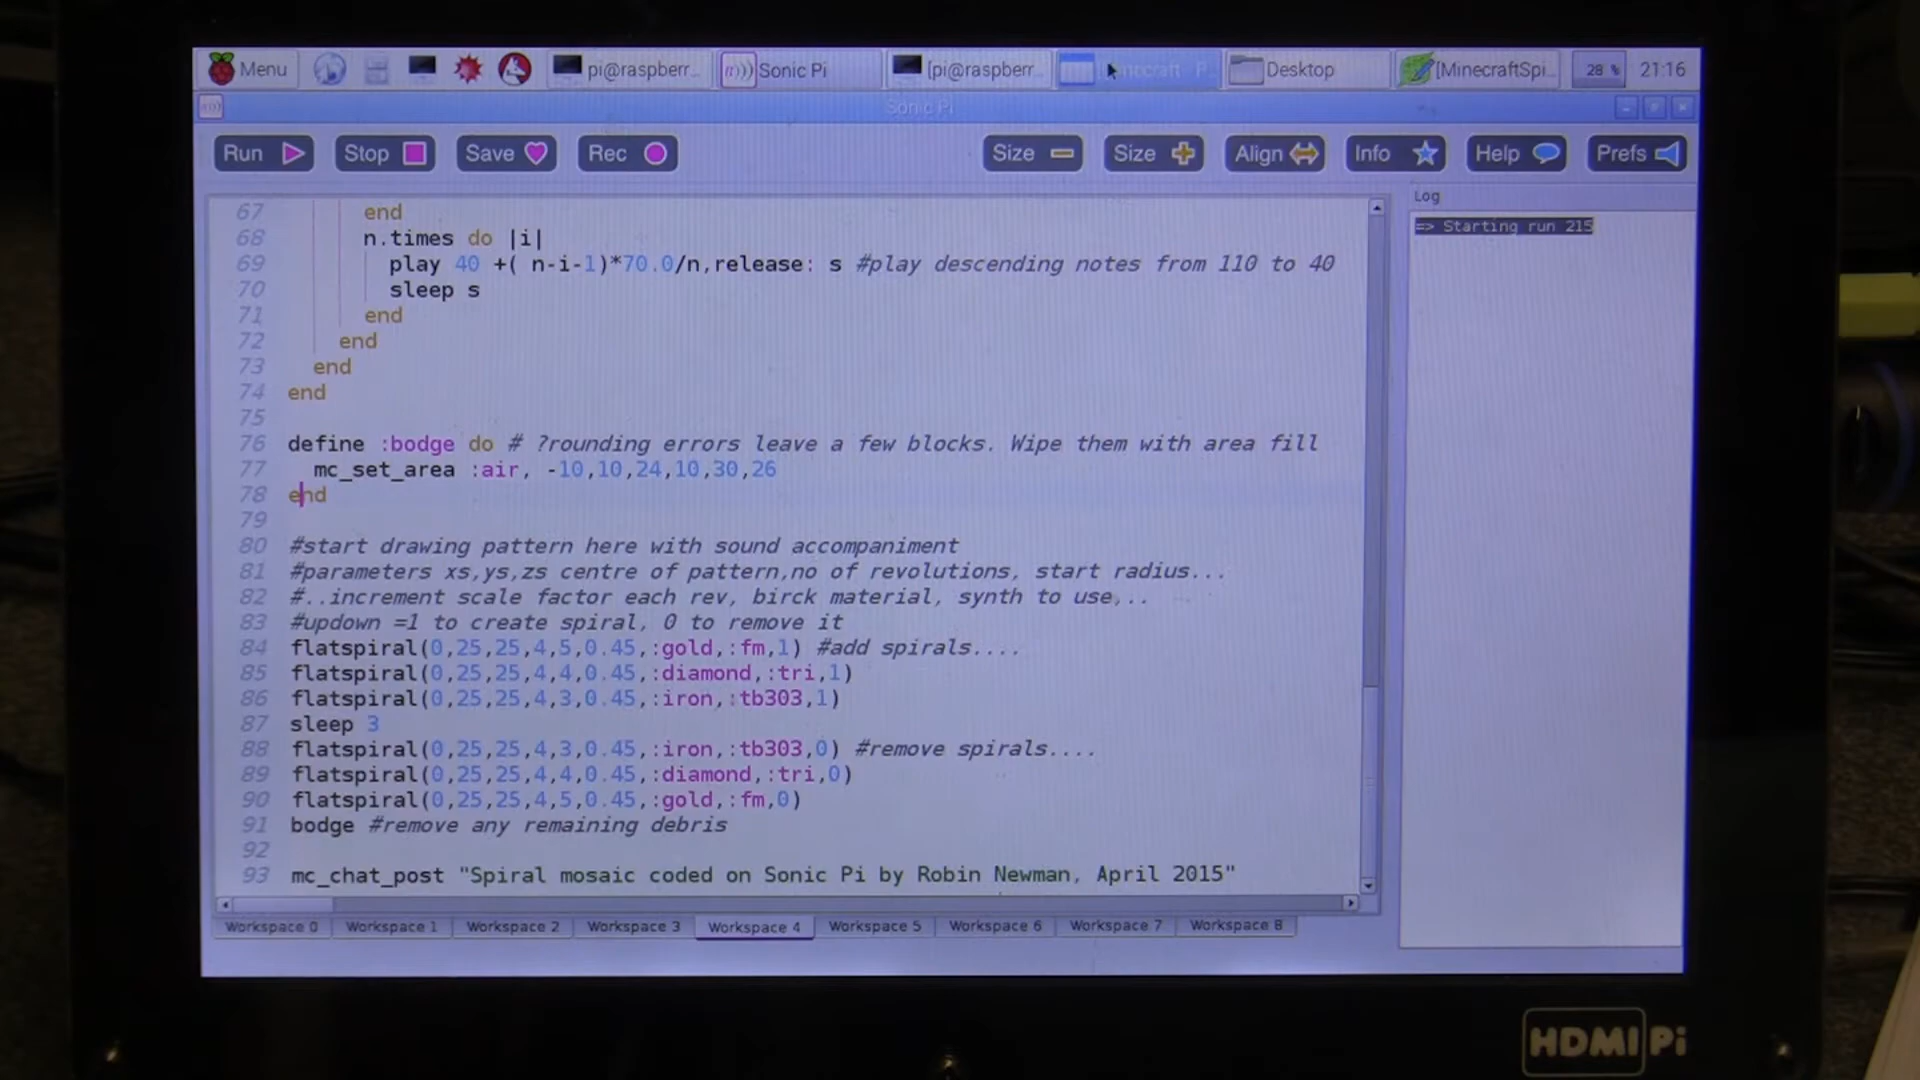 Menu pi@raspberr... Sonic Pi [pi@raspberr... Minecraft - P... Desktop [MinecraftSpi... 28 % 21:16
Sonic Pi
Run Stop Save Rec Size Size Align Info Help Prefs
Log
=> Starting run 215
67 end
68 n.times do |i|
69 play 40 +( n-i-1)*70.0/n,release: s #play descending notes from 110 to 40
70 sleep s
71 end
72 end
73 end
74 end
75
76 define :bodge do # ?rounding errors leave a few blocks. Wipe them with area fill
77 mc_set_area :air, -10,10,24,10,30,26
78 end
79
80 #start drawing pattern here with sound accompaniment
81 #parameters xs,ys,zs centre of pattern,no of revolutions, start radius...
82 #..increment scale factor each rev, birck material, synth to use,..
83 #updown =1 to create spiral, 0 to remove it
84 flatspiral(0,25,25,4,5,0.45,:gold,:fm,1) #add spirals....
85 flatspiral(0,25,25,4,4,0.45,:diamond,:tri,1)
86 flatspiral(0,25,25,4,3,0.45,:iron,:tb303,1)
87 sleep 3
88 flatspiral(0,25,25,4,3,0.45,:iron,:tb303,0) #remove spirals....
89 flatspiral(0,25,25,4,4,0.45,:diamond,:tri,0)
90 flatspiral(0,25,25,4,5,0.45,:gold,:fm,0)
91 bodge #remove any remaining debris
92
93 mc_chat_post "Spiral mosaic coded on Sonic Pi by Robin Newman, April 2015"
Workspace 0 Workspace 1 Workspace 2 Workspace 3 Workspace 4 Workspace 5 Workspace 6 Workspace 7 Workspace 8
HDMIPi